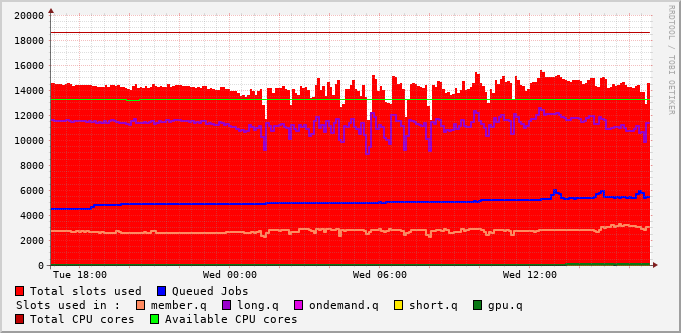 20000
18000
16000
14000
12000
10000
8000
6000
4000
2000
0
Tue 18:00 Wed 00:00 Wed 06:00 Wed 12:00
RRDTOOL / TOBI OETIKER
Total slots used Queued Jobs
Slots used in : member.q long.q ondemand.q short.q gpu.q
Total CPU cores Available CPU cores